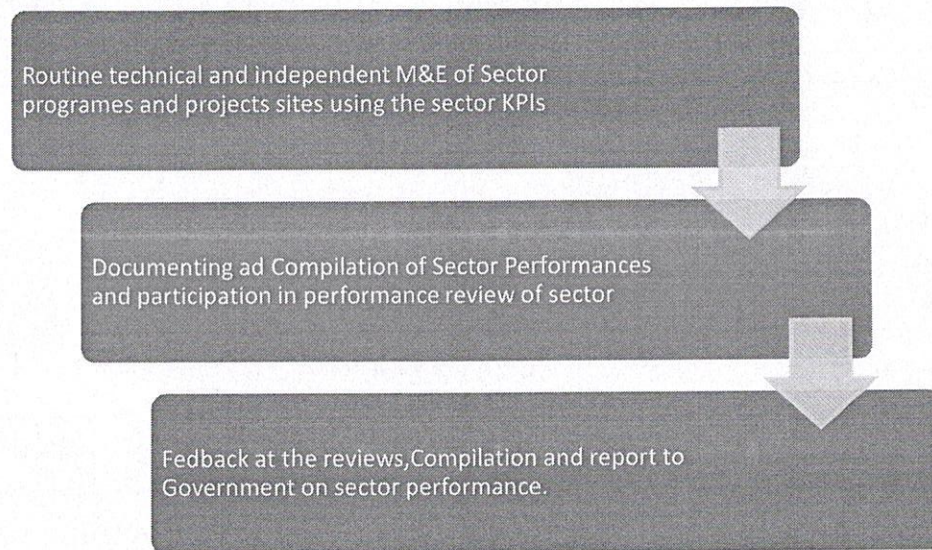 Routine technical and independent M&E of Sector
programes and projects sites using the sector KPIs
Documenting ad Compilation of Sector Performances
and participation in performance review of sector
Fedback at the reviews,Compilation and report to
Government on sector performance.